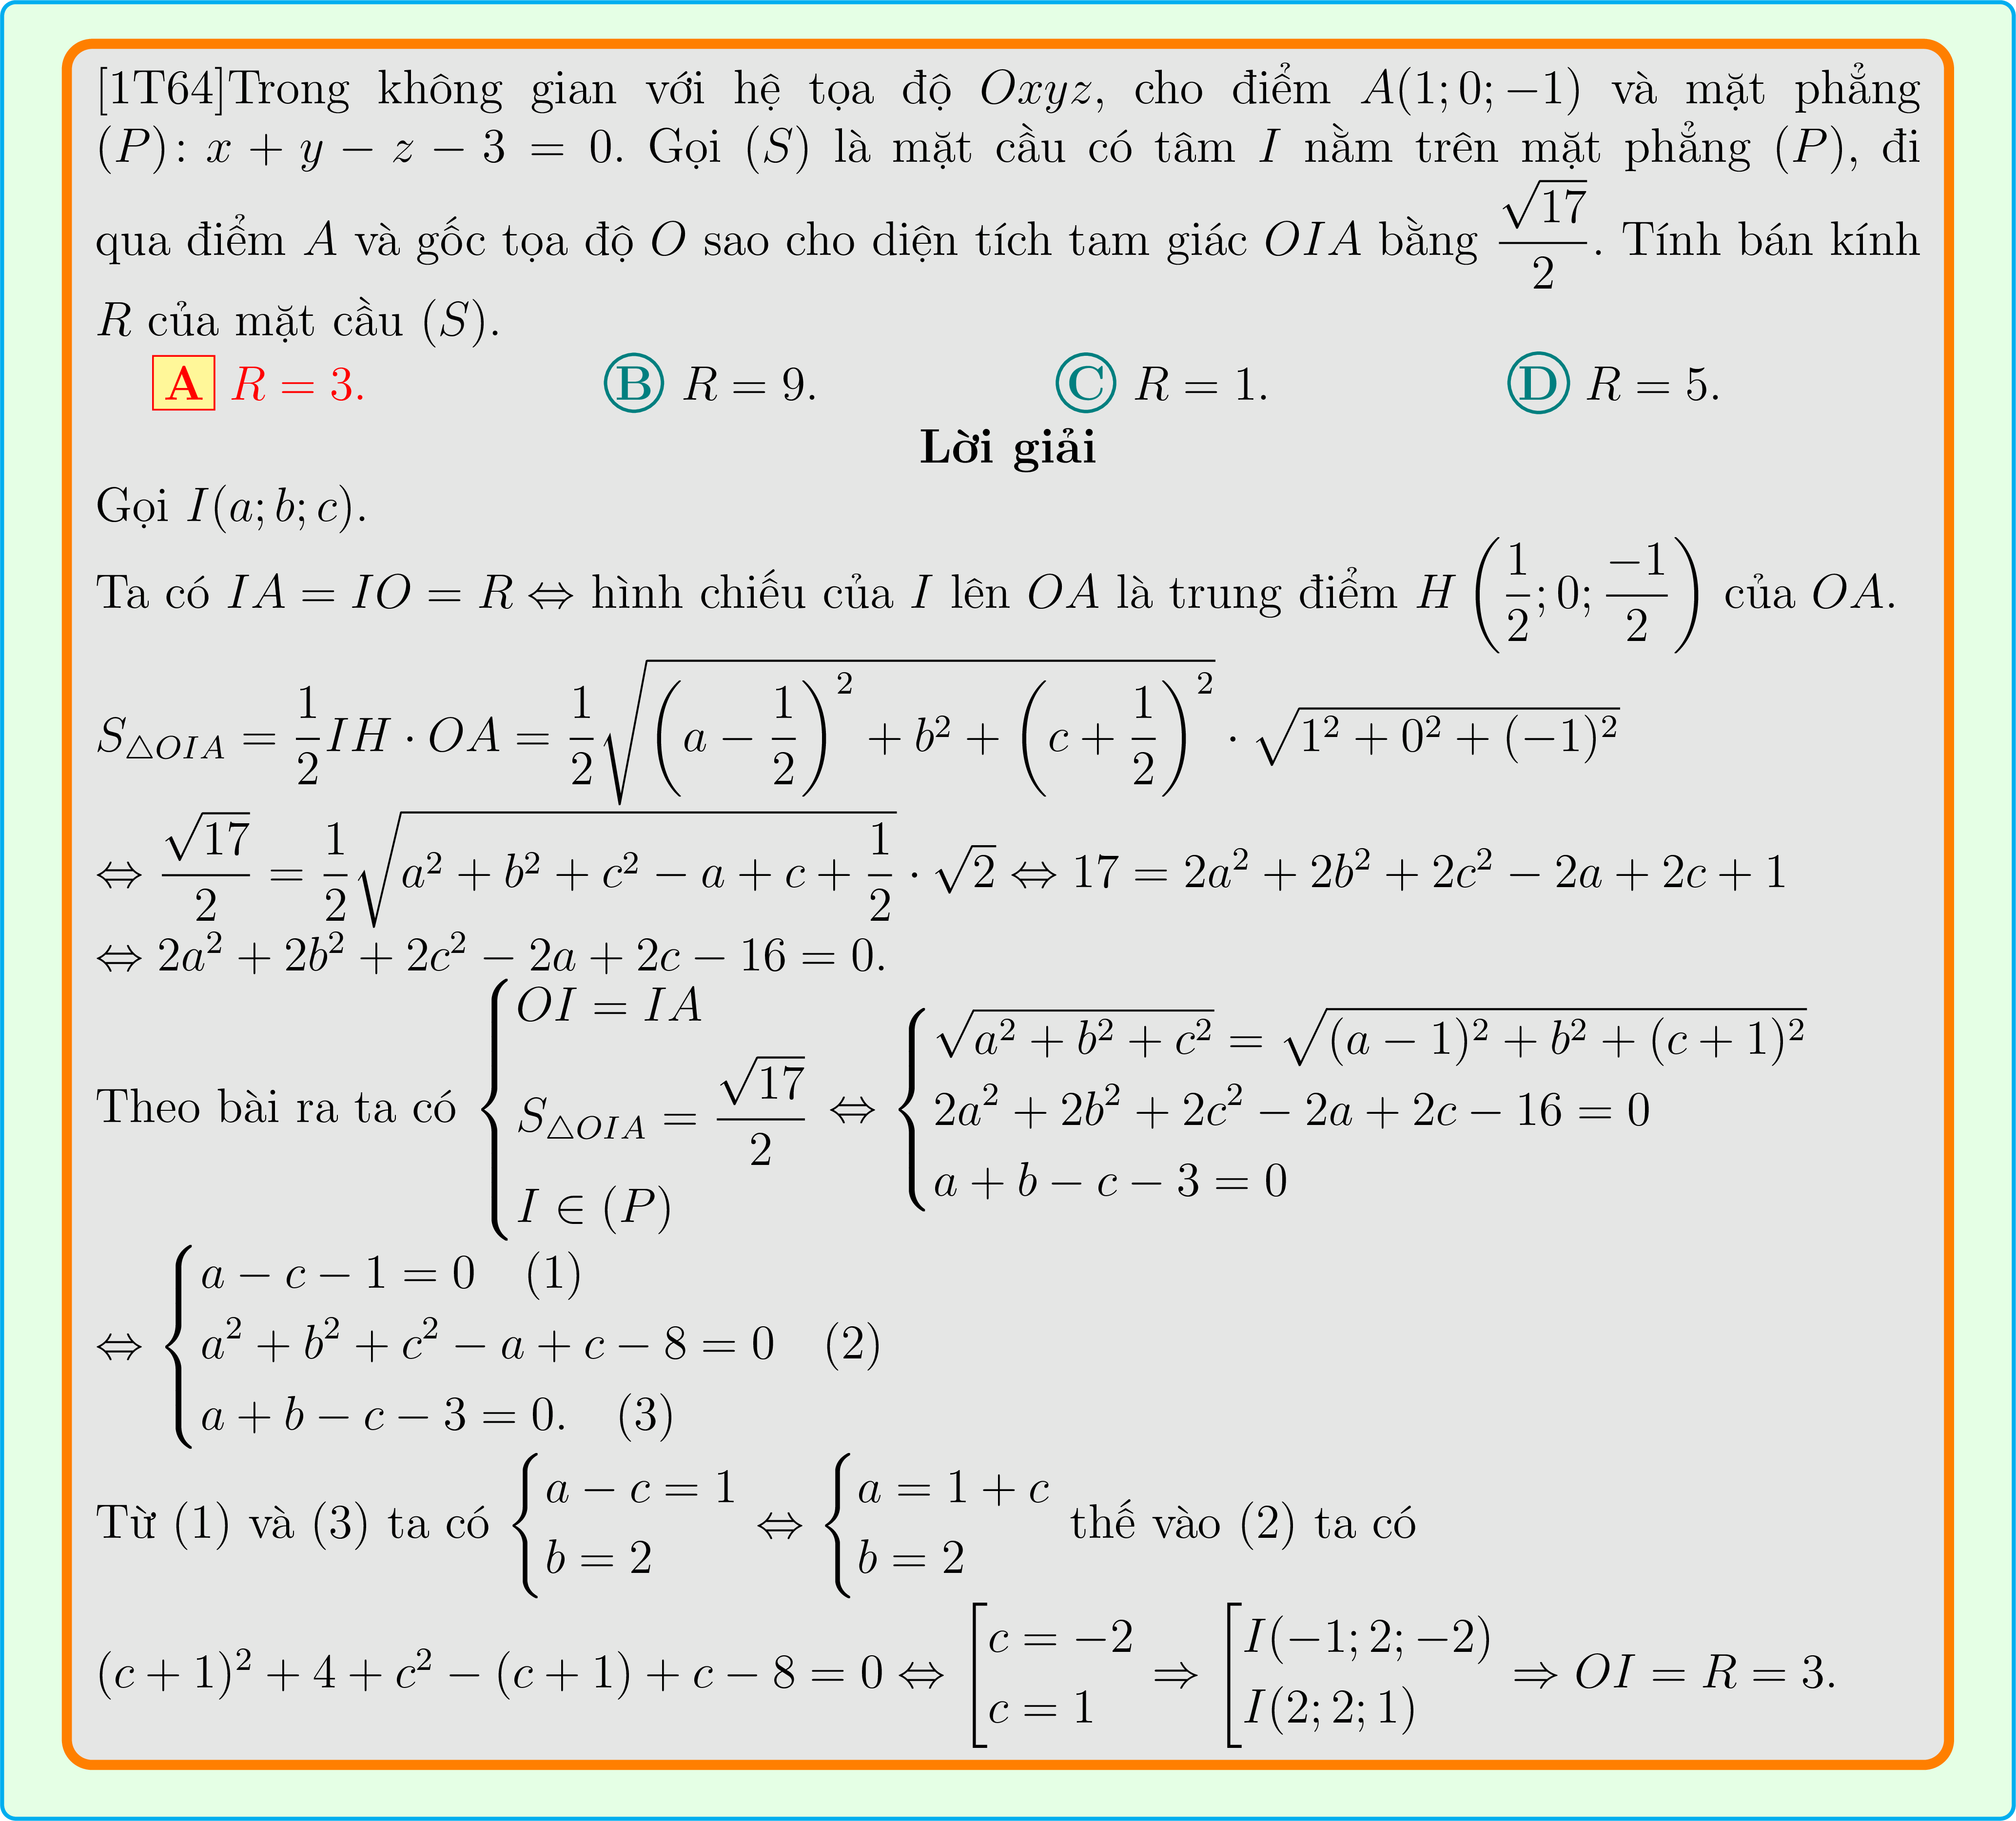 [1T64]Trong không gian với hệ tọa độ $Oxyz$, cho điểm $A(1;0;-1)$ và mặt phẳng
$(P)\colon x+y-z-3=0$. Gọi $(S)$ là mặt cầu có tâm $I$ nằm trên mặt phẳng $(P)$, đi
qua điểm $A$ và gốc tọa độ $O$ sao cho diện tích tam giác $OIA$ bằng $\dfrac{\sqrt{17}}{2}$. Tính bán kính
$R$ của mặt cầu $(S)$.
A $R=3$. B $R=9$. C $R=1$. D $R=5$.
Lời giải
Gọi $I(a;b;c)$.
Ta có $IA=IO=R\Leftrightarrow$ hình chiếu của $I$ lên $OA$ là trung điểm $H\left(\dfrac{1}{2};0;\dfrac{-1}{2}\right)$ của $OA$.
$S_{\triangle OIA}=\dfrac{1}{2}IH\cdot OA=\dfrac{1}{2}\sqrt{\left(a-\dfrac{1}{2}\right)^2+b^2+\left(c+\dfrac{1}{2}\right)^2}\cdot\sqrt{1^2+0^2+(-1)^2}$
$\Leftrightarrow\dfrac{\sqrt{17}}{2}=\dfrac{1}{2}\sqrt{a^2+b^2+c^2-a+c+\dfrac{1}{2}}\cdot\sqrt{2}\Leftrightarrow 17=2a^2+2b^2+2c^2-2a+2c+1$
$\Leftrightarrow 2a^2+2b^2+2c^2-2a+2c-16=0$.
Theo bài ra ta có $\begin{cases}OI=IA\\S_{\triangle OIA}=\dfrac{\sqrt{17}}{2}\\I\in(P)\end{cases}\Leftrightarrow\begin{cases}\sqrt{a^2+b^2+c^2}=\sqrt{(a-1)^2+b^2+(c+1)^2}\\2a^2+2b^2+2c^2-2a+2c-16=0\\a+b-c-3=0\end{cases}$
$\Leftrightarrow\begin{cases}a-c-1=0\quad(1)\\a^2+b^2+c^2-a+c-8=0\quad(2)\\a+b-c-3=0.\quad(3)\end{cases}$
Từ (1) và (3) ta có $\begin{cases}a-c=1\\b=2\end{cases}\Leftrightarrow\begin{cases}a=1+c\\b=2\end{cases}$ thế vào (2) ta có
$(c+1)^2+4+c^2-(c+1)+c-8=0\Leftrightarrow\left[\begin{array}{l}c=-2\\c=1\end{array}\right.\Rightarrow\left[\begin{array}{l}I(-1;2;-2)\\I(2;2;1)\end{array}\right.\Rightarrow OI=R=3$.